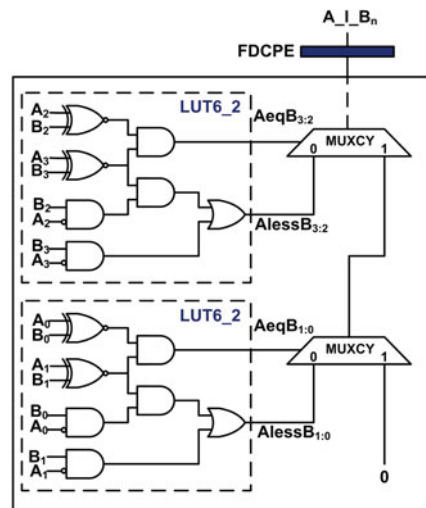 A_I_Bₙ
FDCPE
LUT6_2
A₂
B₂
AeqB₃:₂
A₃
B₃
0 MUXCY 1
B₂
A₂
AlessB₃:₂
B₃
A₃
LUT6_2
A₀
B₀
AeqB₁:₀
A₁
B₁
0 MUXCY 1
B₀
A₀
AlessB₁:₀
B₁
A₁
0